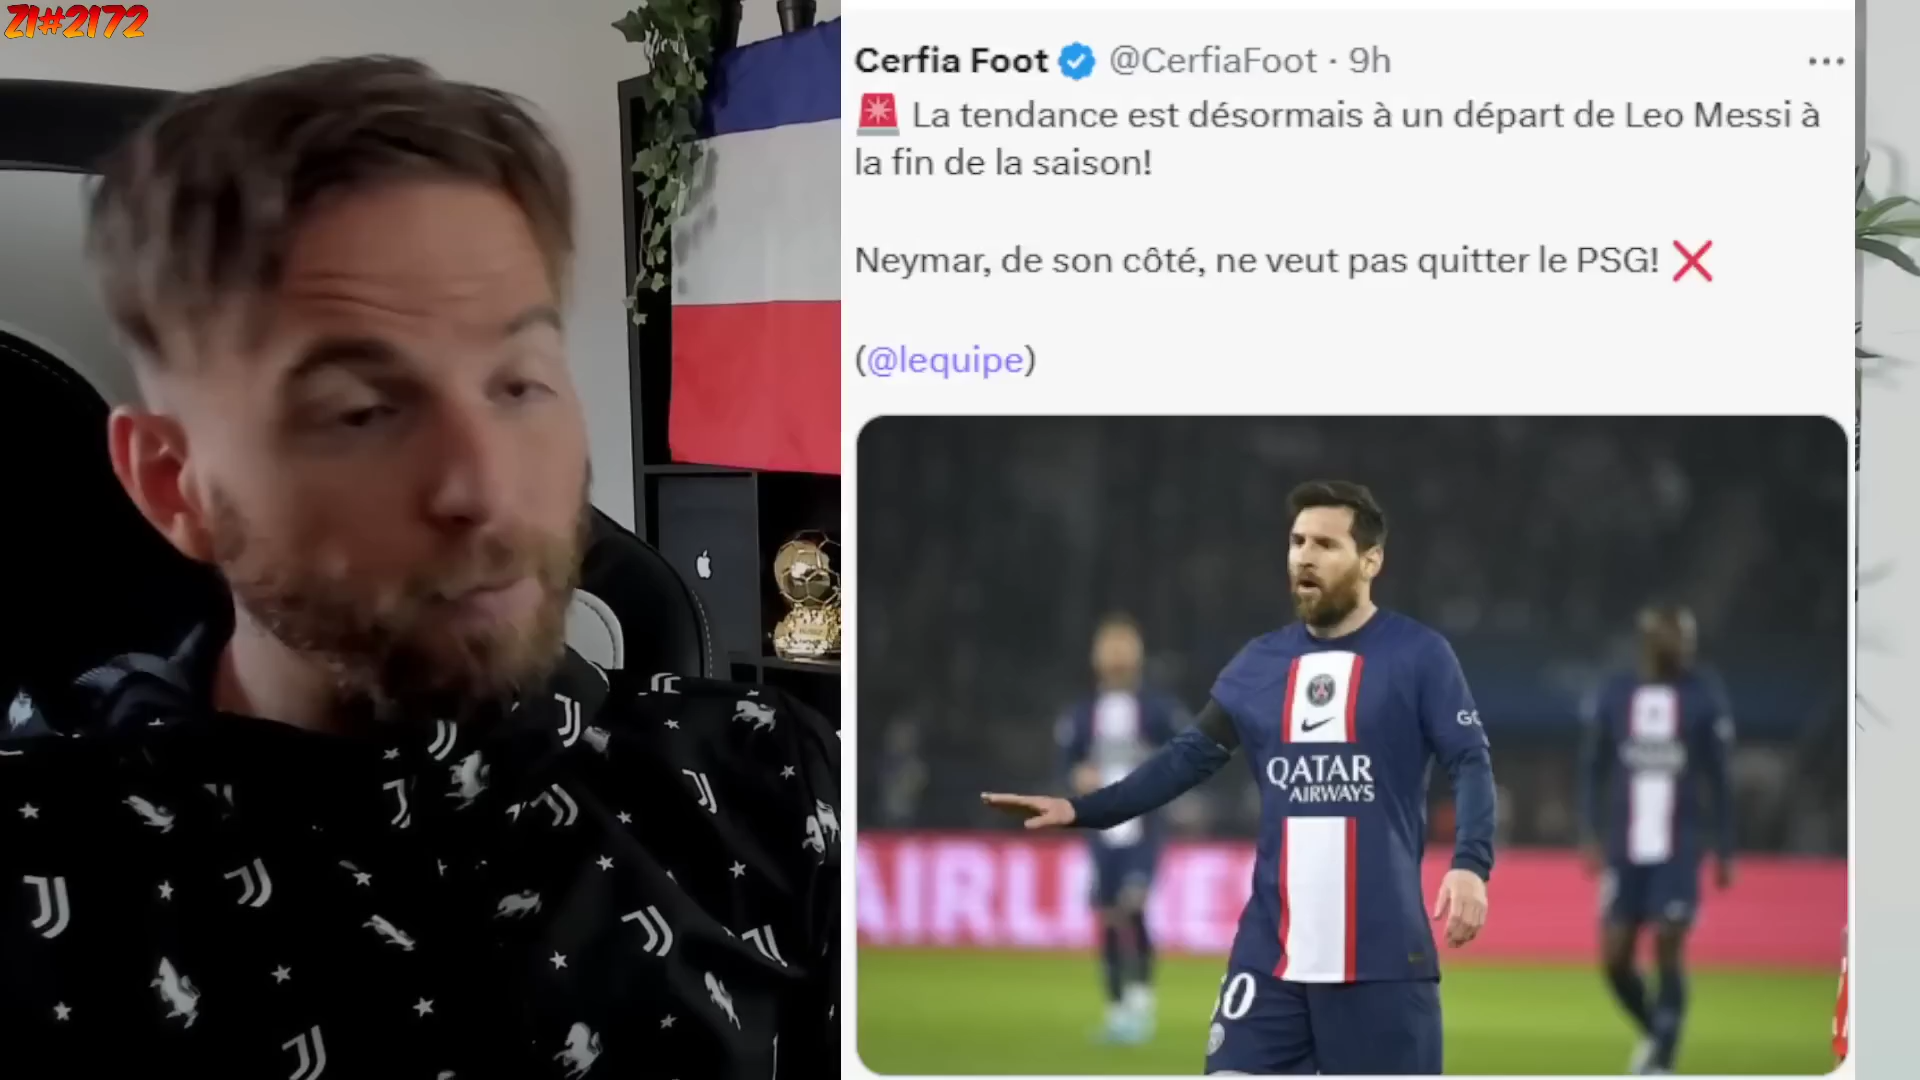 ZI#2172
Cerfia Foot @CerfiaFoot · 9h
🚨 La tendance est désormais à un départ de Leo Messi à
la fin de la saison!
Neymar, de son côté, ne veut pas quitter le PSG! ❌
(@lequipe)
QATAR
AIRWAYS